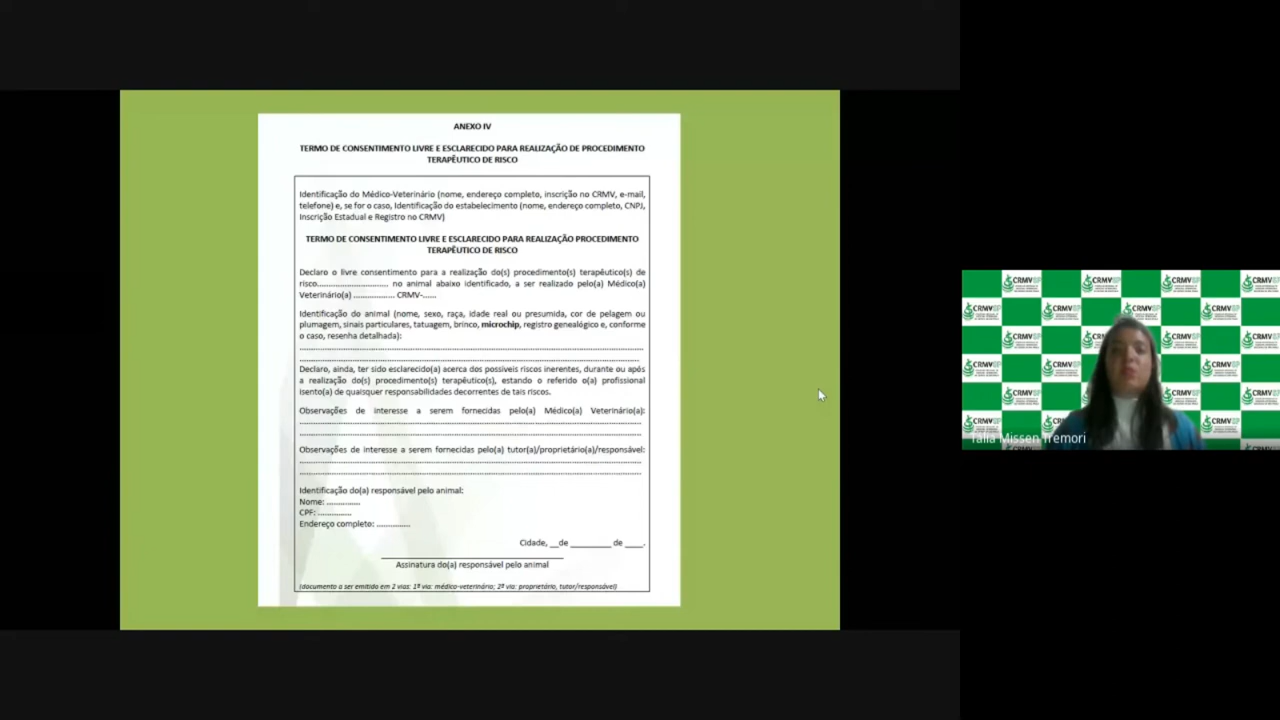 ANEXO IV
TERMO DE CONSENTIMENTO LIVRE E ESCLARECIDO PARA REALIZAÇÃO DE PROCEDIMENTO
TERAPÊUTICO DE RISCO
Identificação do Médico-Veterinário (nome, endereço completo, inscrição no CRMV, e-mail,
telefone) e, se for o caso, Identificação do estabelecimento (nome, endereço completo, CNPJ,
Inscrição Estadual e Registro no CRMV)
TERMO DE CONSENTIMENTO LIVRE E ESCLARECIDO PARA REALIZAÇÃO PROCEDIMENTO
TERAPÊUTICO DE RISCO
Declaro o livre consentimento para a realização do(s) procedimento(s) terapêutico(s) de
risco............................. no animal abaixo identificado, a ser realizado pelo(a) Médico(a)
Veterinário(a) ................. CRMV-......
Identificação do animal (nome, sexo, raça, idade real ou presumida, cor de pelagem ou
plumagem, sinais particulares, tatuagem, brinco, microchip, registro genealógico e, conforme
o caso, resenha detalhada):
Declaro, ainda, ter sido esclarecido(a) acerca dos possíveis riscos inerentes, durante ou após
a realização do(s) procedimento(s) terapêutico(s), estando o referido o(a) profissional
isento(a) de quaisquer responsabilidades decorrentes de tais riscos.
Observações de interesse a serem fornecidas pelo(a) Médico(a) Veterinário(a):
Observações de interesse a serem fornecidas pelo(a) tutor(a)/proprietário(a)/responsável:
Identificação do(a) responsável pelo animal:
Nome: ..............
CPF: ..............
Endereço completo: ..............
Cidade, __de _________ de ____.
Assinatura do(a) responsável pelo animal
(documento a ser emitido em 2 vias: 1ª via: médico-veterinário; 2ª via: proprietário, tutor/responsável)
CRMVSP
Talia Missen Tremori